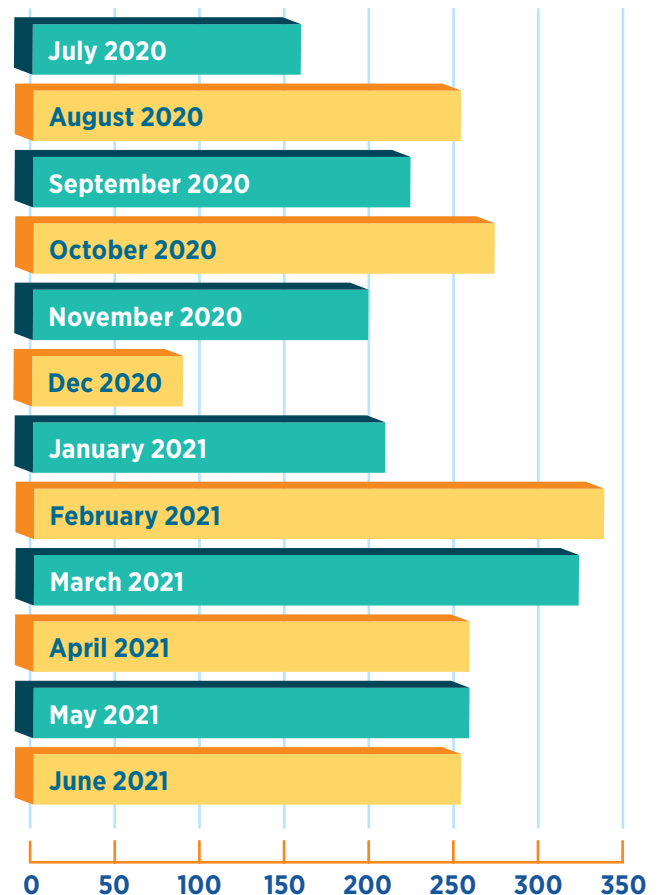 July 2020
August 2020
September 2020
October 2020
November 2020
Dec 2020
January 2021
February 2021
March 2021
April 2021
May 2021
June 2021
0 50 100 150 200 250 300 350